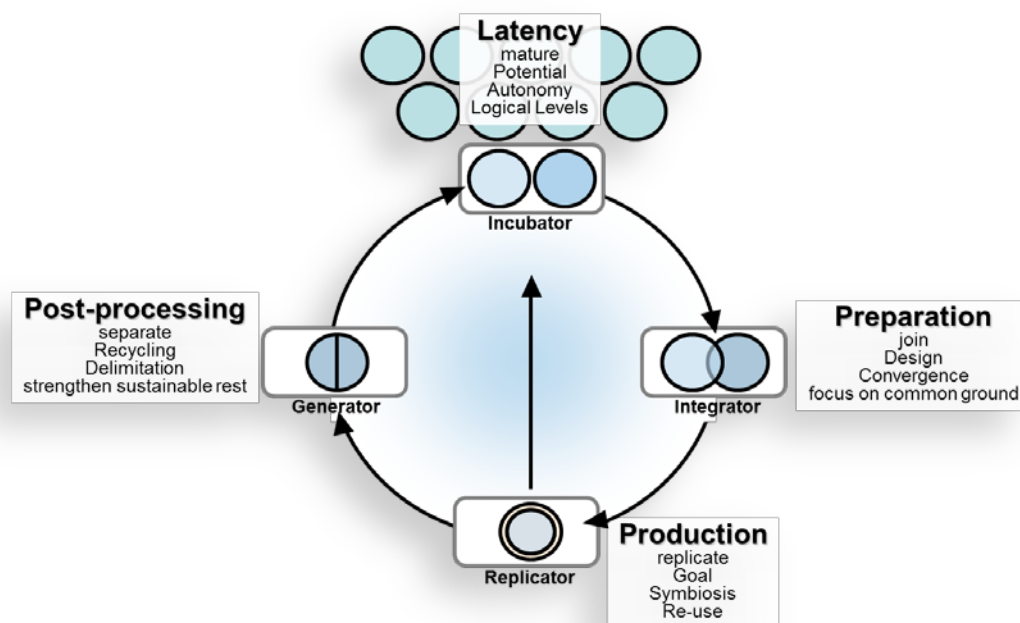 Latency
mature
Potential
Autonomy
Logical Levels
Incubator
Post-processing
separate
Recycling
Delimitation
strengthen sustainable rest
Generator
Preparation
join
Design
Convergence
focus on common ground
Integrator
Production
replicate
Goal
Symbiosis
Re-use
Replicator